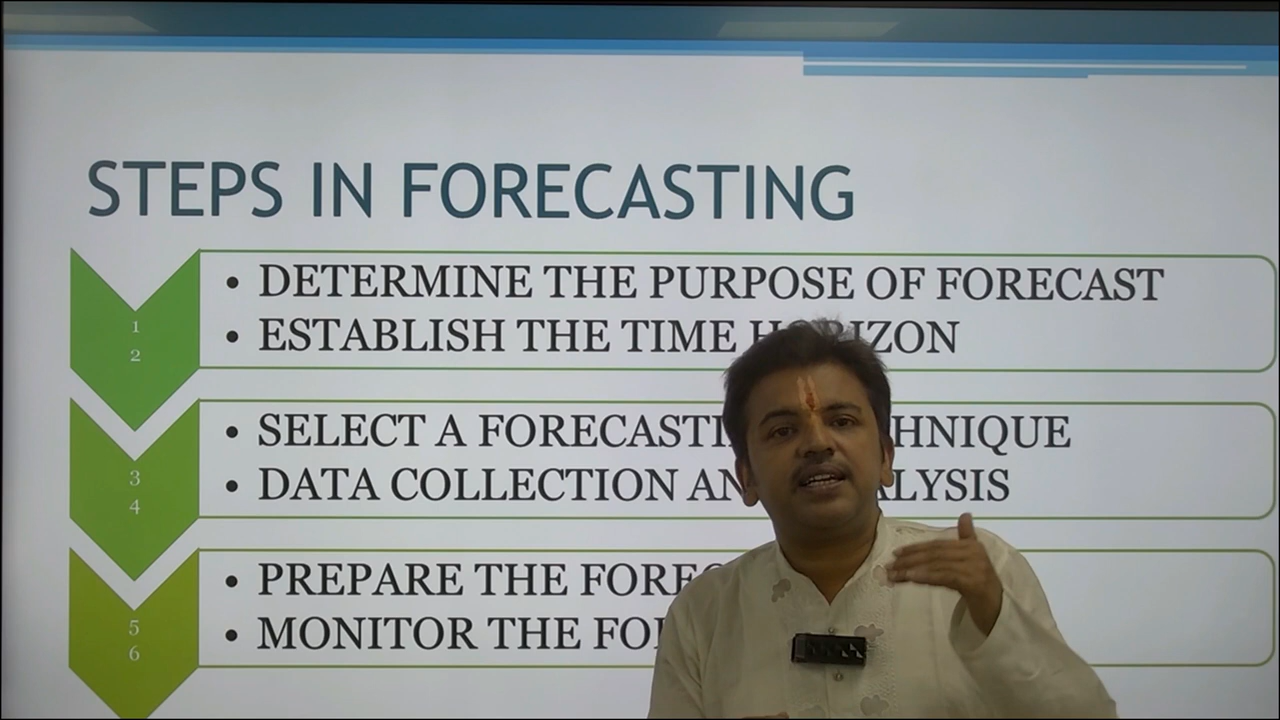 STEPS IN FORECASTING
1
2
• DETERMINE THE PURPOSE OF FORECAST
• ESTABLISH THE TIME HORIZON
3
4
• SELECT A
• DATA COLLECTION
5
6
• PREPARE THE
• MONITOR THE